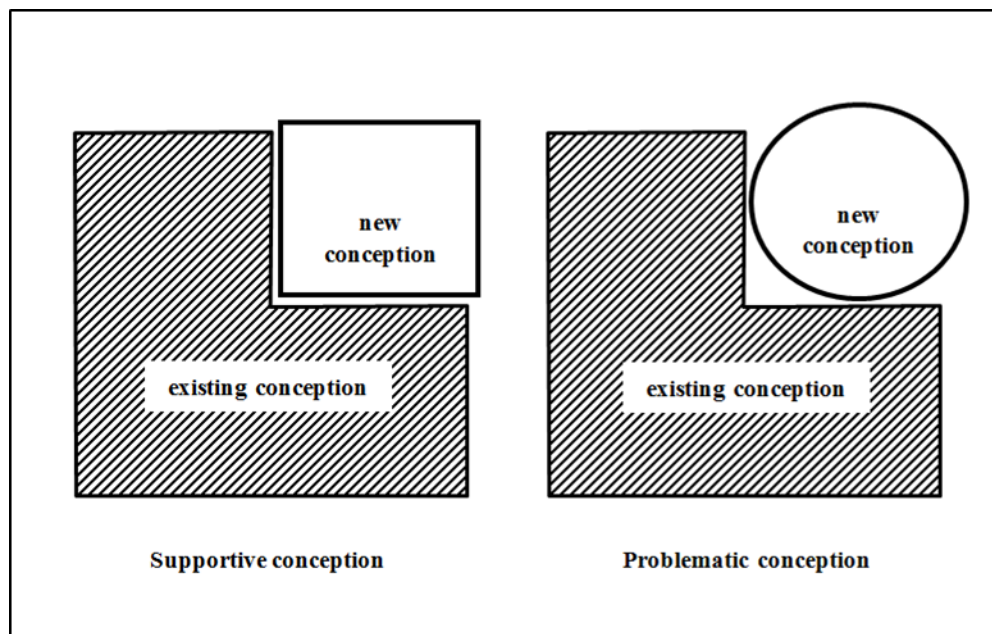 new
conception
existing conception
Supportive conception
new
conception
existing conception
Problematic conception